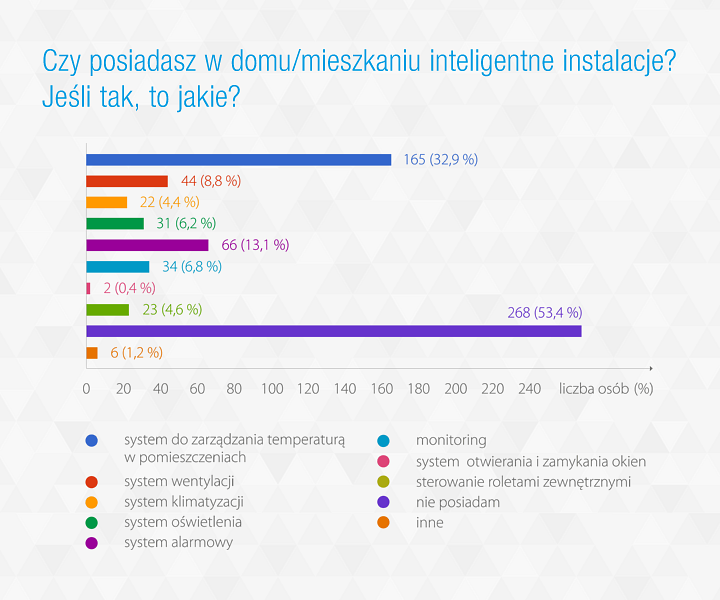 Czy posiadasz w domu/mieszkaniu inteligentne instalacje?
Jeśli tak, to jakie?
165 (32,9 %)
44 (8,8 %)
22 (4,4 %)
31 (6,2 %)
66 (13,1 %)
34 (6,8 %)
2 (0,4 %)
23 (4,6 %)
268 (53,4 %)
6 (1,2 %)
0 20 40 60 80 100 120 140 160 180 200 220 240 liczba osób (%)
system do zarządzania temperaturą
w pomieszczeniach
system wentylacji
system klimatyzacji
system oświetlenia
system alarmowy
monitoring
system otwierania i zamykania okien
sterowanie roletami zewnętrznymi
nie posiadam
inne